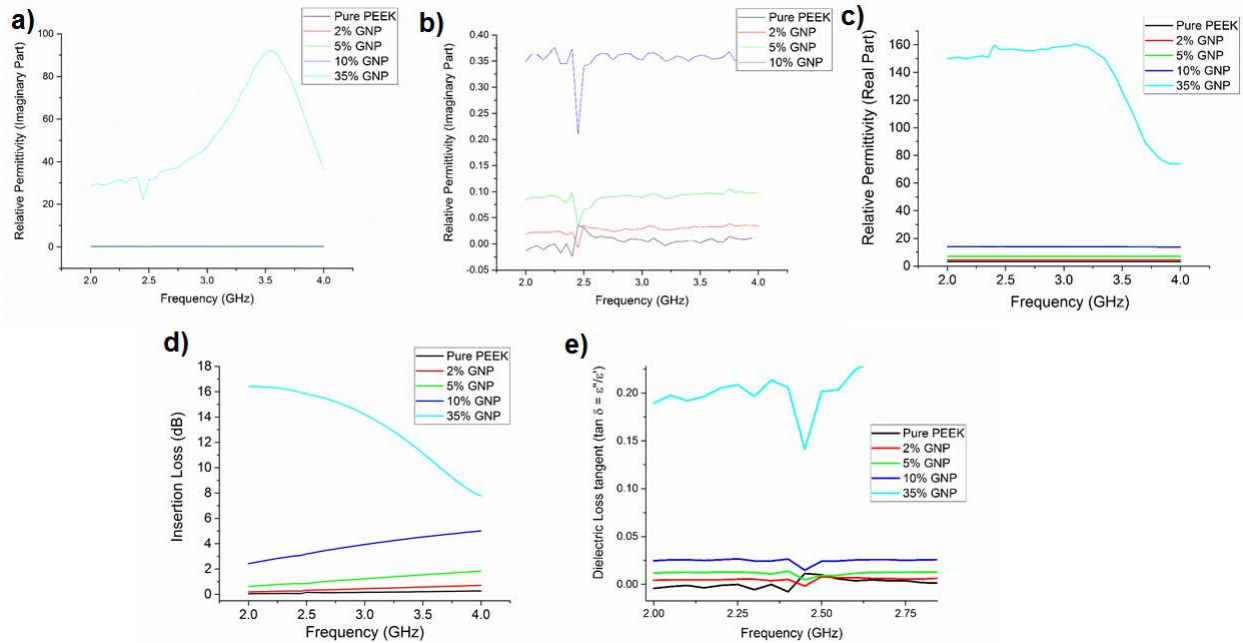 a)
Relative Permittivity (Imaginary Part)
100
80
60
40
20
0
2.0
2.5
3.0
3.5
4.0
Frequency (GHz)
Pure PEEK
2% GNP
5% GNP
10% GNP
35% GNP
b)
Relative Permittivity (Imaginary Part)
0.40
0.35
0.30
0.25
0.20
0.15
0.10
0.05
0.00
-0.05
2.0
2.5
3.0
3.5
4.0
Frequency (GHz)
Pure PEEK
2% GNP
5% GNP
10% GNP
c)
Relative Permittivity (Real Part)
160
140
120
100
80
60
40
20
0
2.0
2.5
3.0
3.5
4.0
Frequency (GHz)
Pure PEEK
2% GNP
5% GNP
10% GNP
35% GNP
d)
Insertion Loss (dB)
18
16
14
12
10
8
6
4
2
0
2.0
2.5
3.0
3.5
4.0
Frequency (GHz)
Pure PEEK
2% GNP
5% GNP
10% GNP
35% GNP
e)
Dielectric Loss tangent (tan δ = ε''/ε')
0.20
0.15
0.10
0.05
0.00
2.00
2.25
2.50
2.75
Frequency (GHz)
Pure PEEK
2% GNP
5% GNP
10% GNP
35% GNP